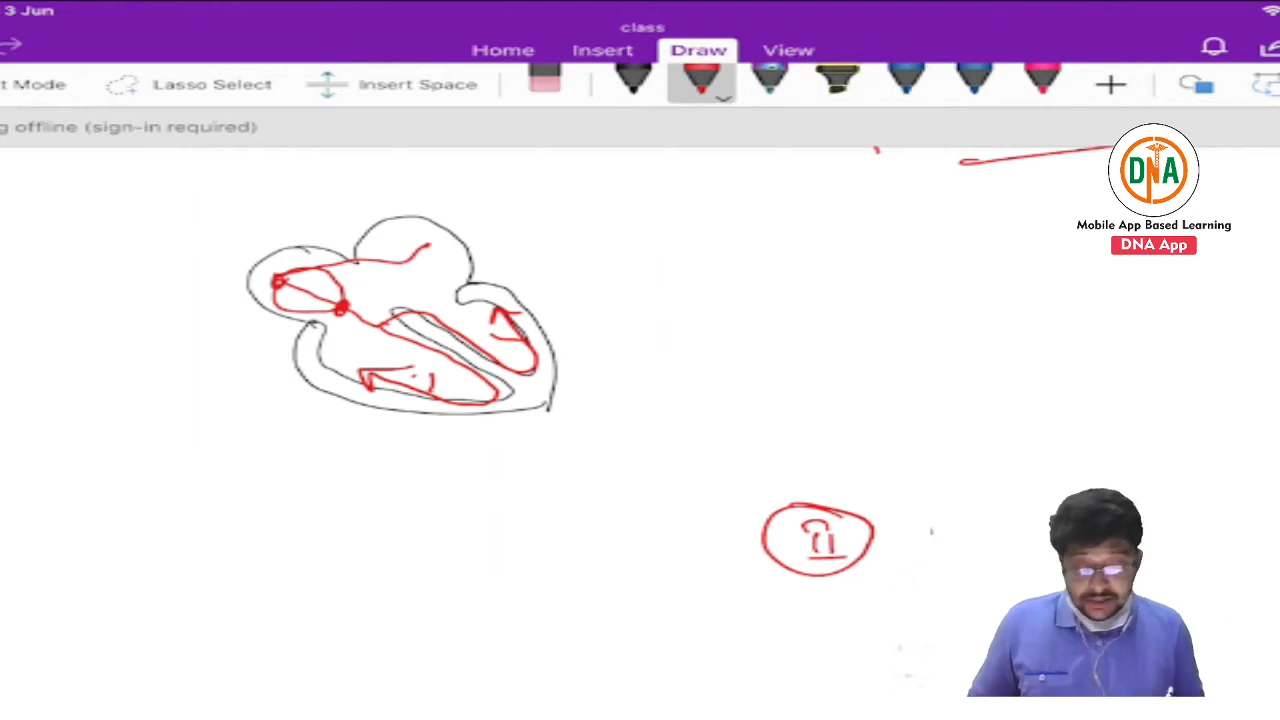 3 Jun
class
Home Insert Draw View
t Mode Lasso Select Insert Space
g offline (sign-in required)
DNA
Mobile App Based Learning
DNA App
II